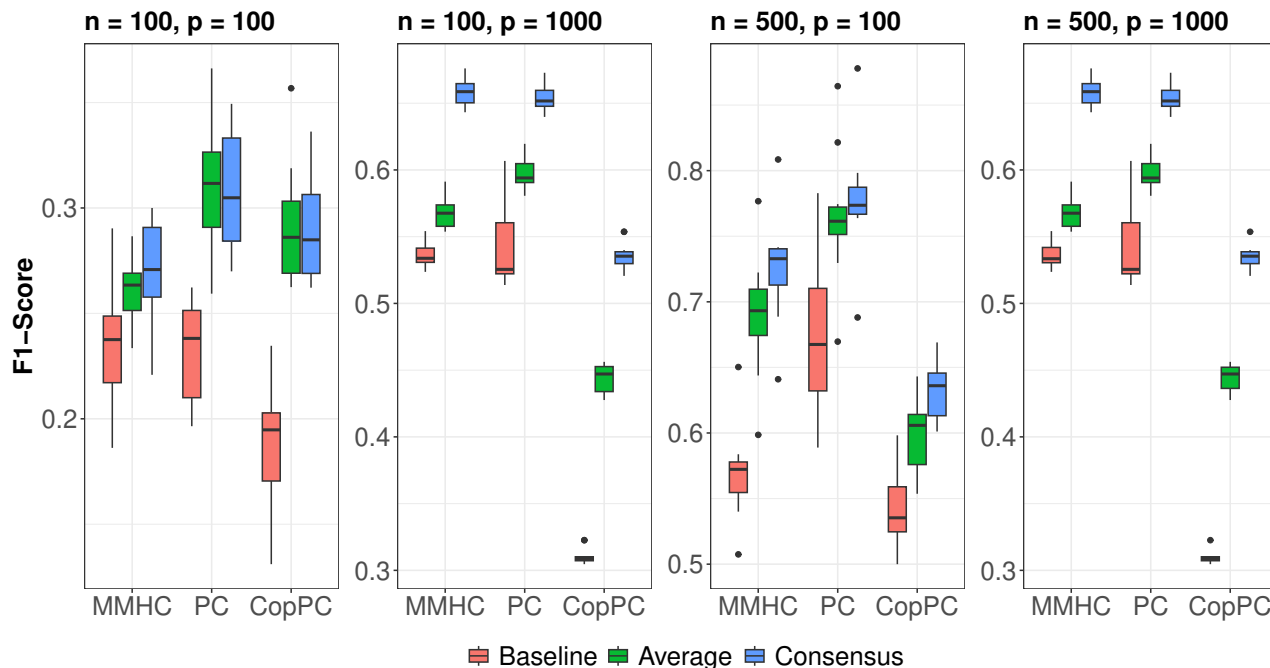 n = 100, p = 100
n = 100, p = 1000
n = 500, p = 100
n = 500, p = 1000
F1−Score
0.3
0.2
0.6
0.5
0.4
0.3
0.8
0.7
0.6
0.5
0.6
0.5
0.4
0.3
MMHC PC CopPC
MMHC PC CopPC
MMHC PC CopPC
MMHC PC CopPC
Baseline Average Consensus